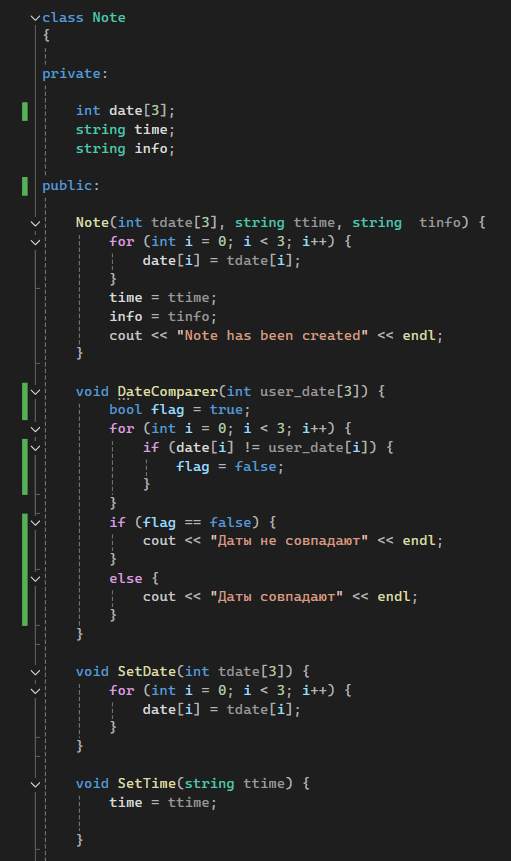 class Note
{
private:
int date[3];
string time;
string info;
public:
Note(int tdate[3], string ttime, string  tinfo) {
for (int i = 0; i < 3; i++) {
date[i] = tdate[i];
}
time = ttime;
info = tinfo;
cout << "Note has been created" << endl;
}
void DateComparer(int user_date[3]) {
bool flag = true;
for (int i = 0; i < 3; i++) {
if (date[i] != user_date[i]) {
flag = false;
}
}
if (flag == false) {
cout << "Даты не совпадают" << endl;
}
else {
cout << "Даты совпадают" << endl;
}
}
void SetDate(int tdate[3]) {
for (int i = 0; i < 3; i++) {
date[i] = tdate[i];
}
}
void SetTime(string ttime) {
time = ttime;
}